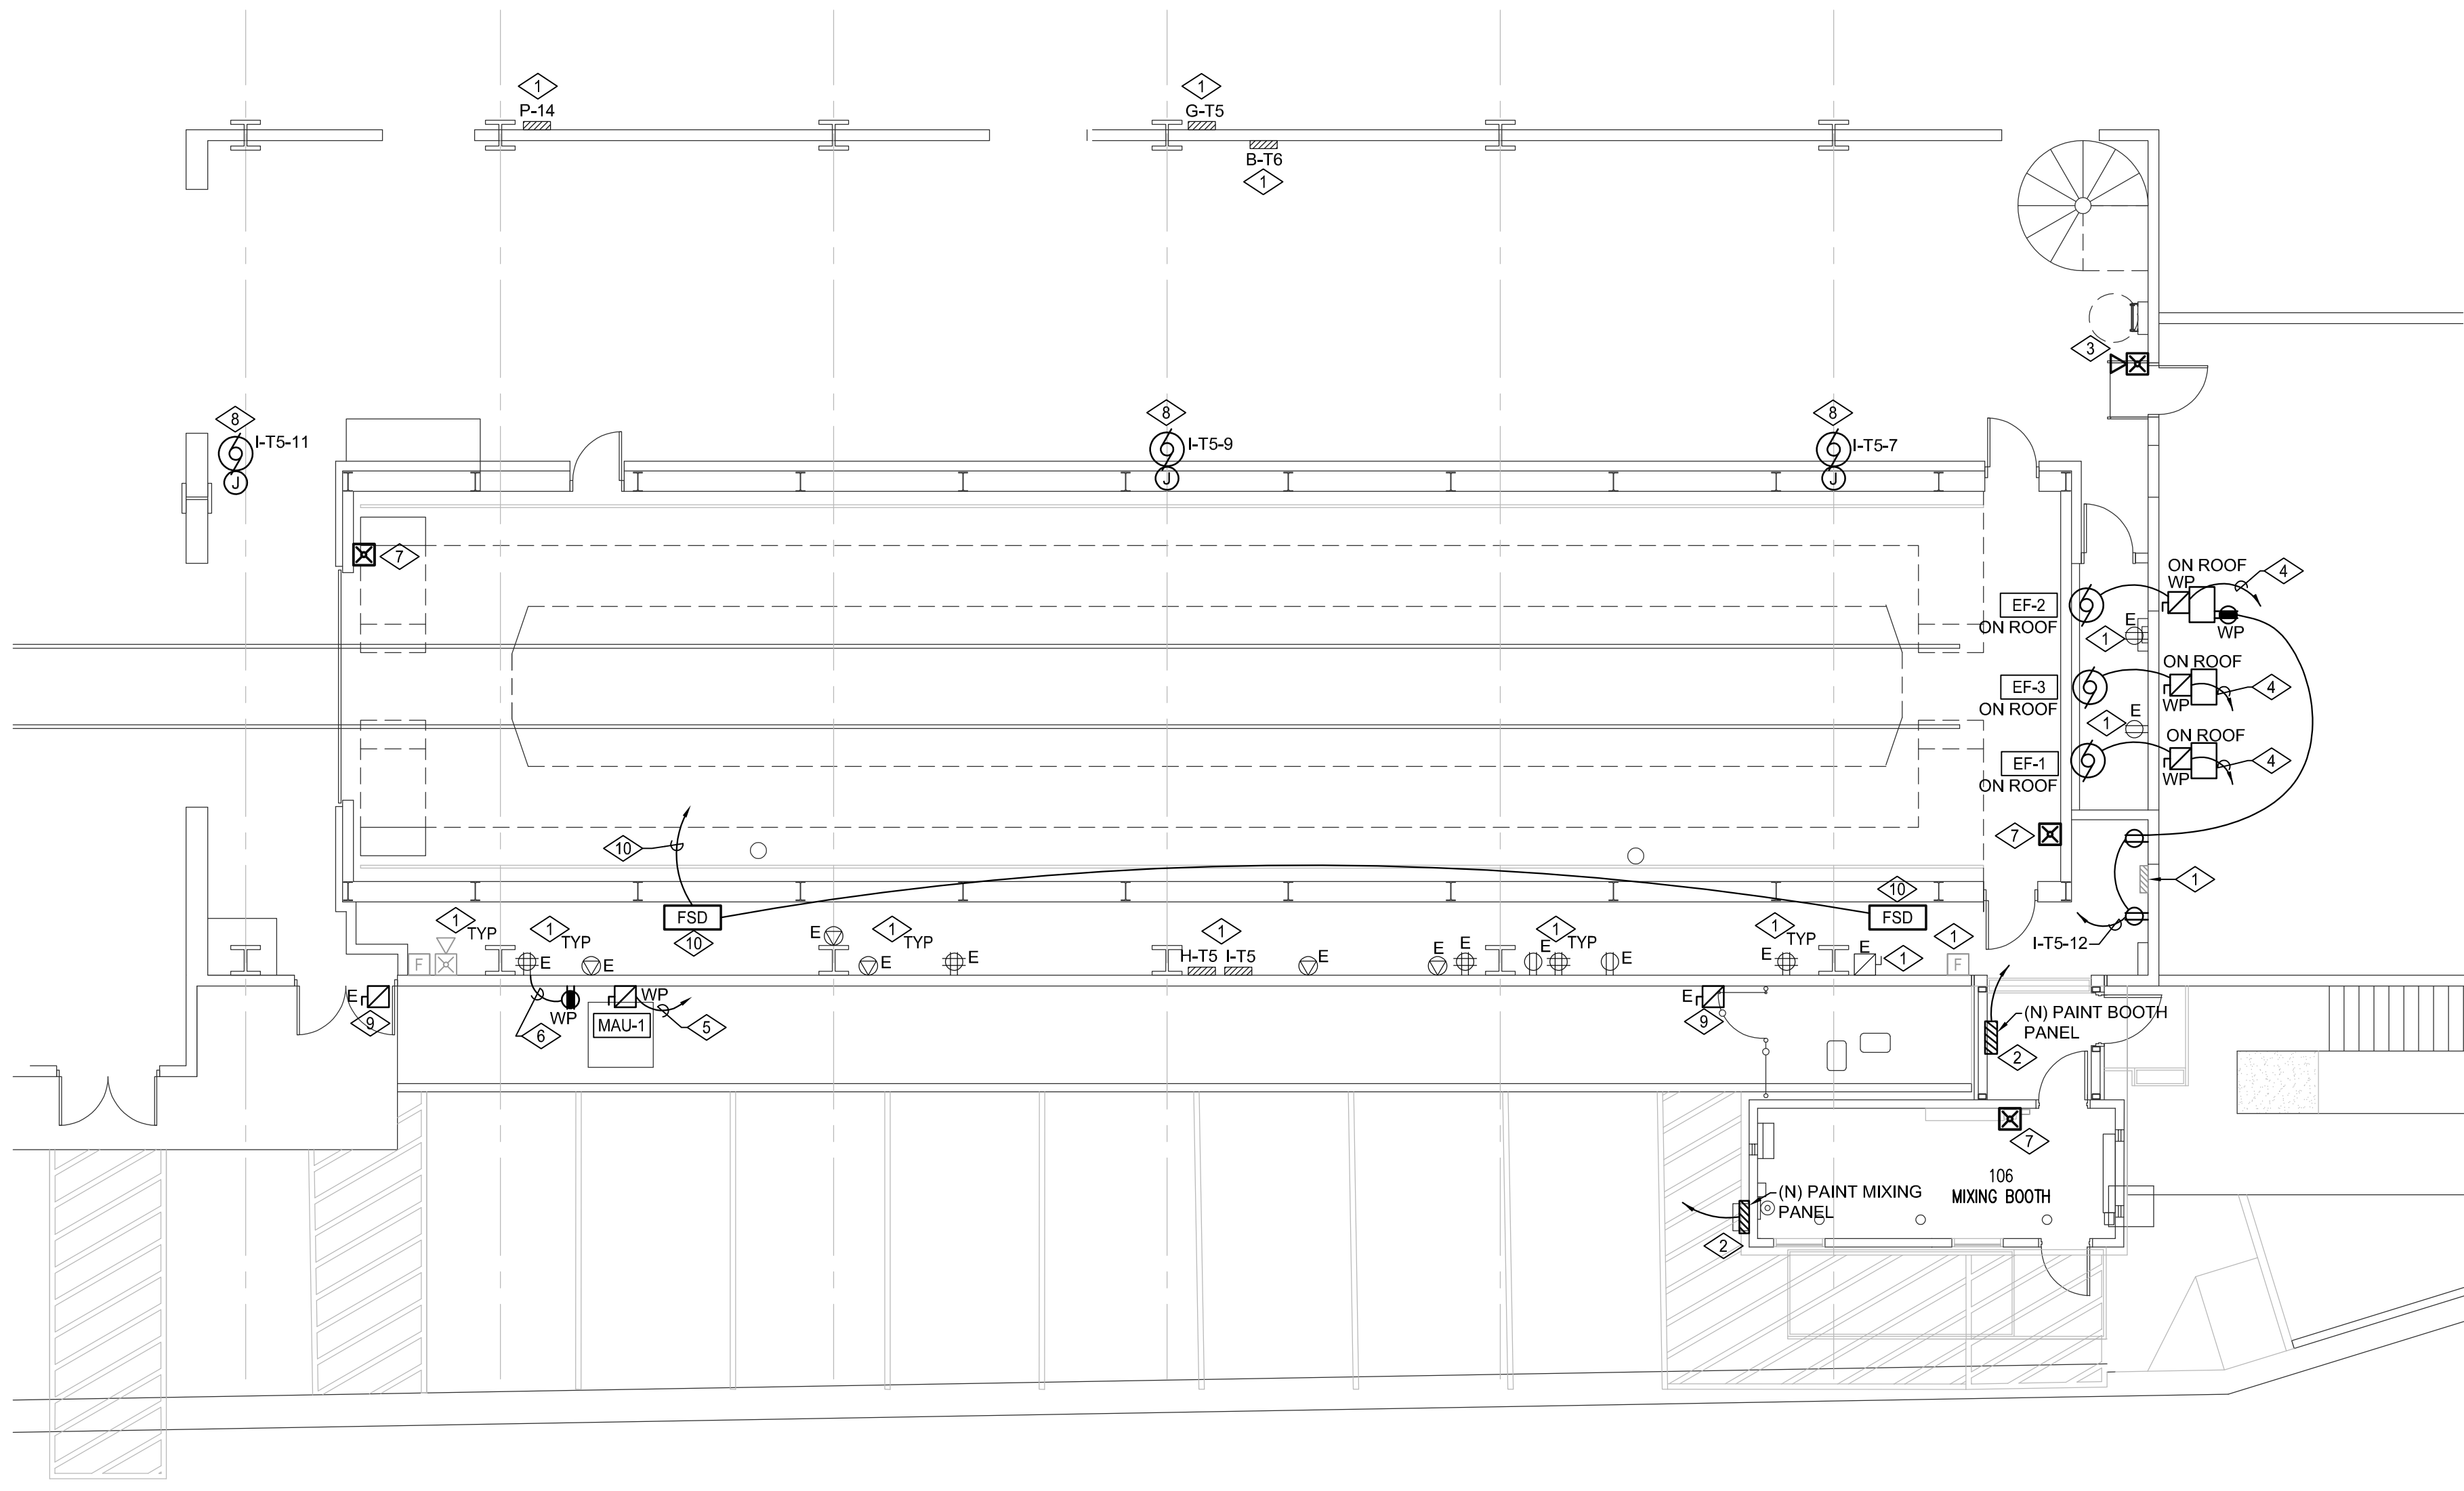 1
P-14
1
G-T5
B-T6
1
3
8
I-T5-11
J
8
I-T5-9
J
8
I-T5-7
J
7
ON ROOF
WP
4
EF-2
ON ROOF
E
1
WP
ON ROOF
EF-3
ON ROOF
WP
4
E
1
ON ROOF
EF-1
ON ROOF
WP
4
10
7
1
FSD
10
10
FSD
I-T5-12
1
TYP
F
1
TYP
E
E
E
E
1
TYP
E
1
H-T5
I-T5
E
E
E
E
1
TYP
E
1
TYP
E
E
1
1
F
E
9
6
WP
WP
MAU-1
5
E
9
(N) PAINT BOOTH
PANEL
2
7
106
MIXING BOOTH
(N) PAINT MIXING
PANEL
2